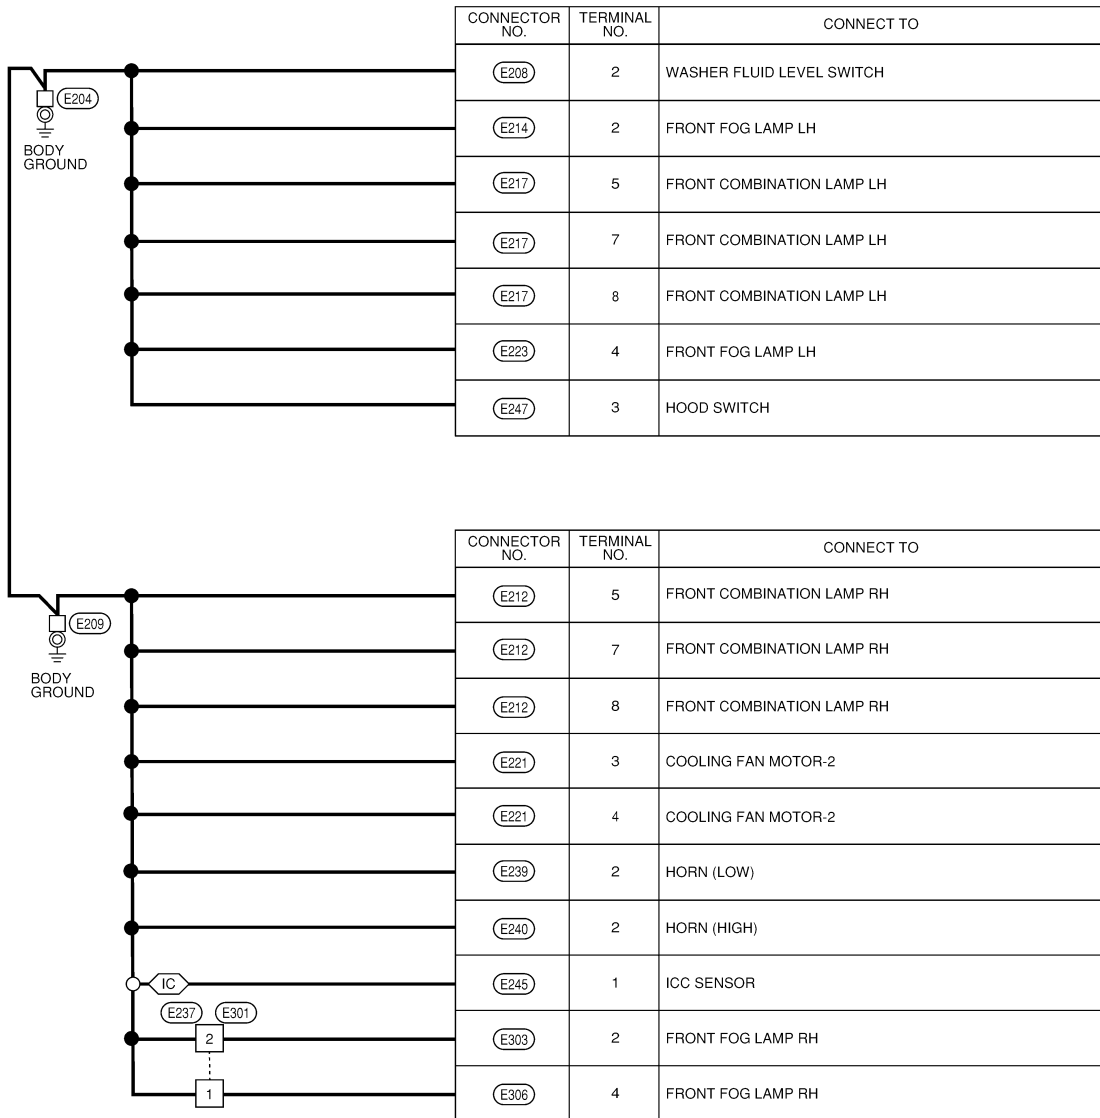 CONNECTOR NO. TERMINAL NO. CONNECT TO
E208 2 WASHER FLUID LEVEL SWITCH
E204
BODY GROUND
E214 2 FRONT FOG LAMP LH
E217 5 FRONT COMBINATION LAMP LH
E217 7 FRONT COMBINATION LAMP LH
E217 8 FRONT COMBINATION LAMP LH
E223 4 FRONT FOG LAMP LH
E247 3 HOOD SWITCH
CONNECTOR NO. TERMINAL NO. CONNECT TO
E212 5 FRONT COMBINATION LAMP RH
E209
BODY GROUND
E212 7 FRONT COMBINATION LAMP RH
E212 8 FRONT COMBINATION LAMP RH
E221 3 COOLING FAN MOTOR-2
E221 4 COOLING FAN MOTOR-2
E239 2 HORN (LOW)
E240 2 HORN (HIGH)
IC E245 1 ICC SENSOR
E237 E301
2 E303 2 FRONT FOG LAMP RH
1 E306 4 FRONT FOG LAMP RH